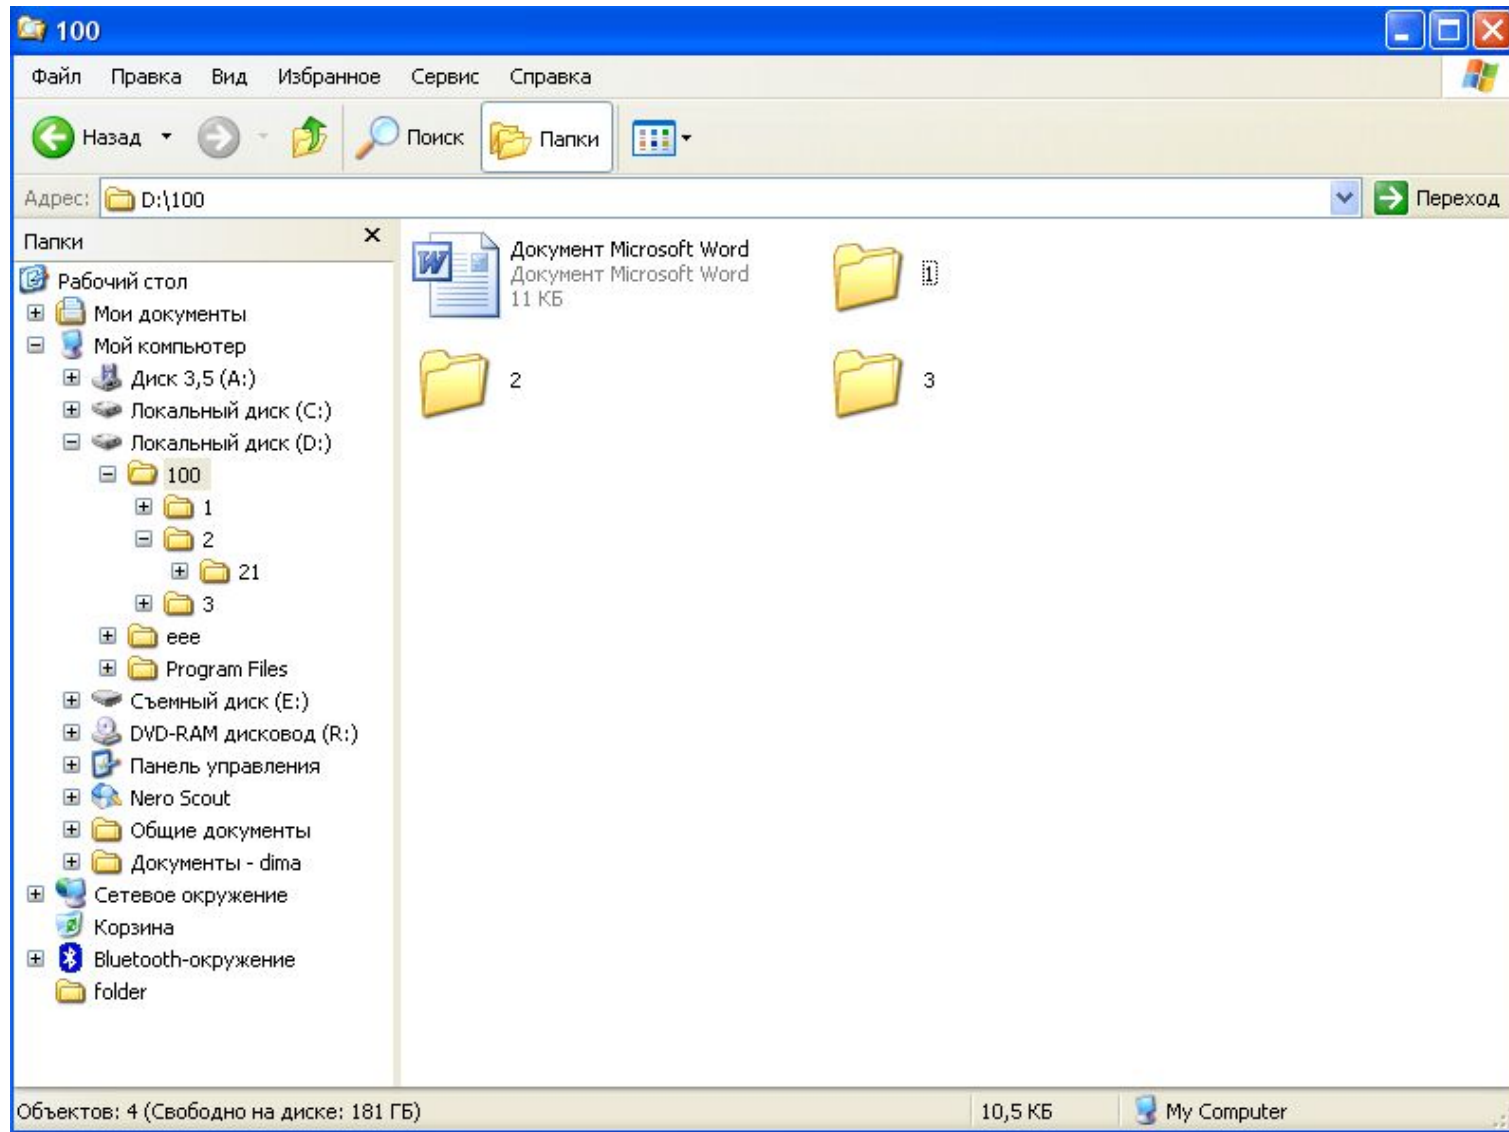 100
Файл Правка Вид Избранное Сервис Справка
Назад Поиск Папки
Адрес: D:\100 Переход
Папки
Рабочий стол
Мои документы
Мой компьютер
Диск 3,5 (A:)
Локальный диск (C:)
Локальный диск (D:)
100
1
2
21
3
eee
Program Files
Съемный диск (E:)
DVD-RAM дисковод (R:)
Панель управления
Nero Scout
Общие документы
Документы - dima
Сетевое окружение
Корзина
Bluetooth-окружение
folder
Документ Microsoft Word
Документ Microsoft Word
11 КБ
1
2
3
Объектов: 4 (Свободно на диске: 181 ГБ) 10,5 КБ My Computer